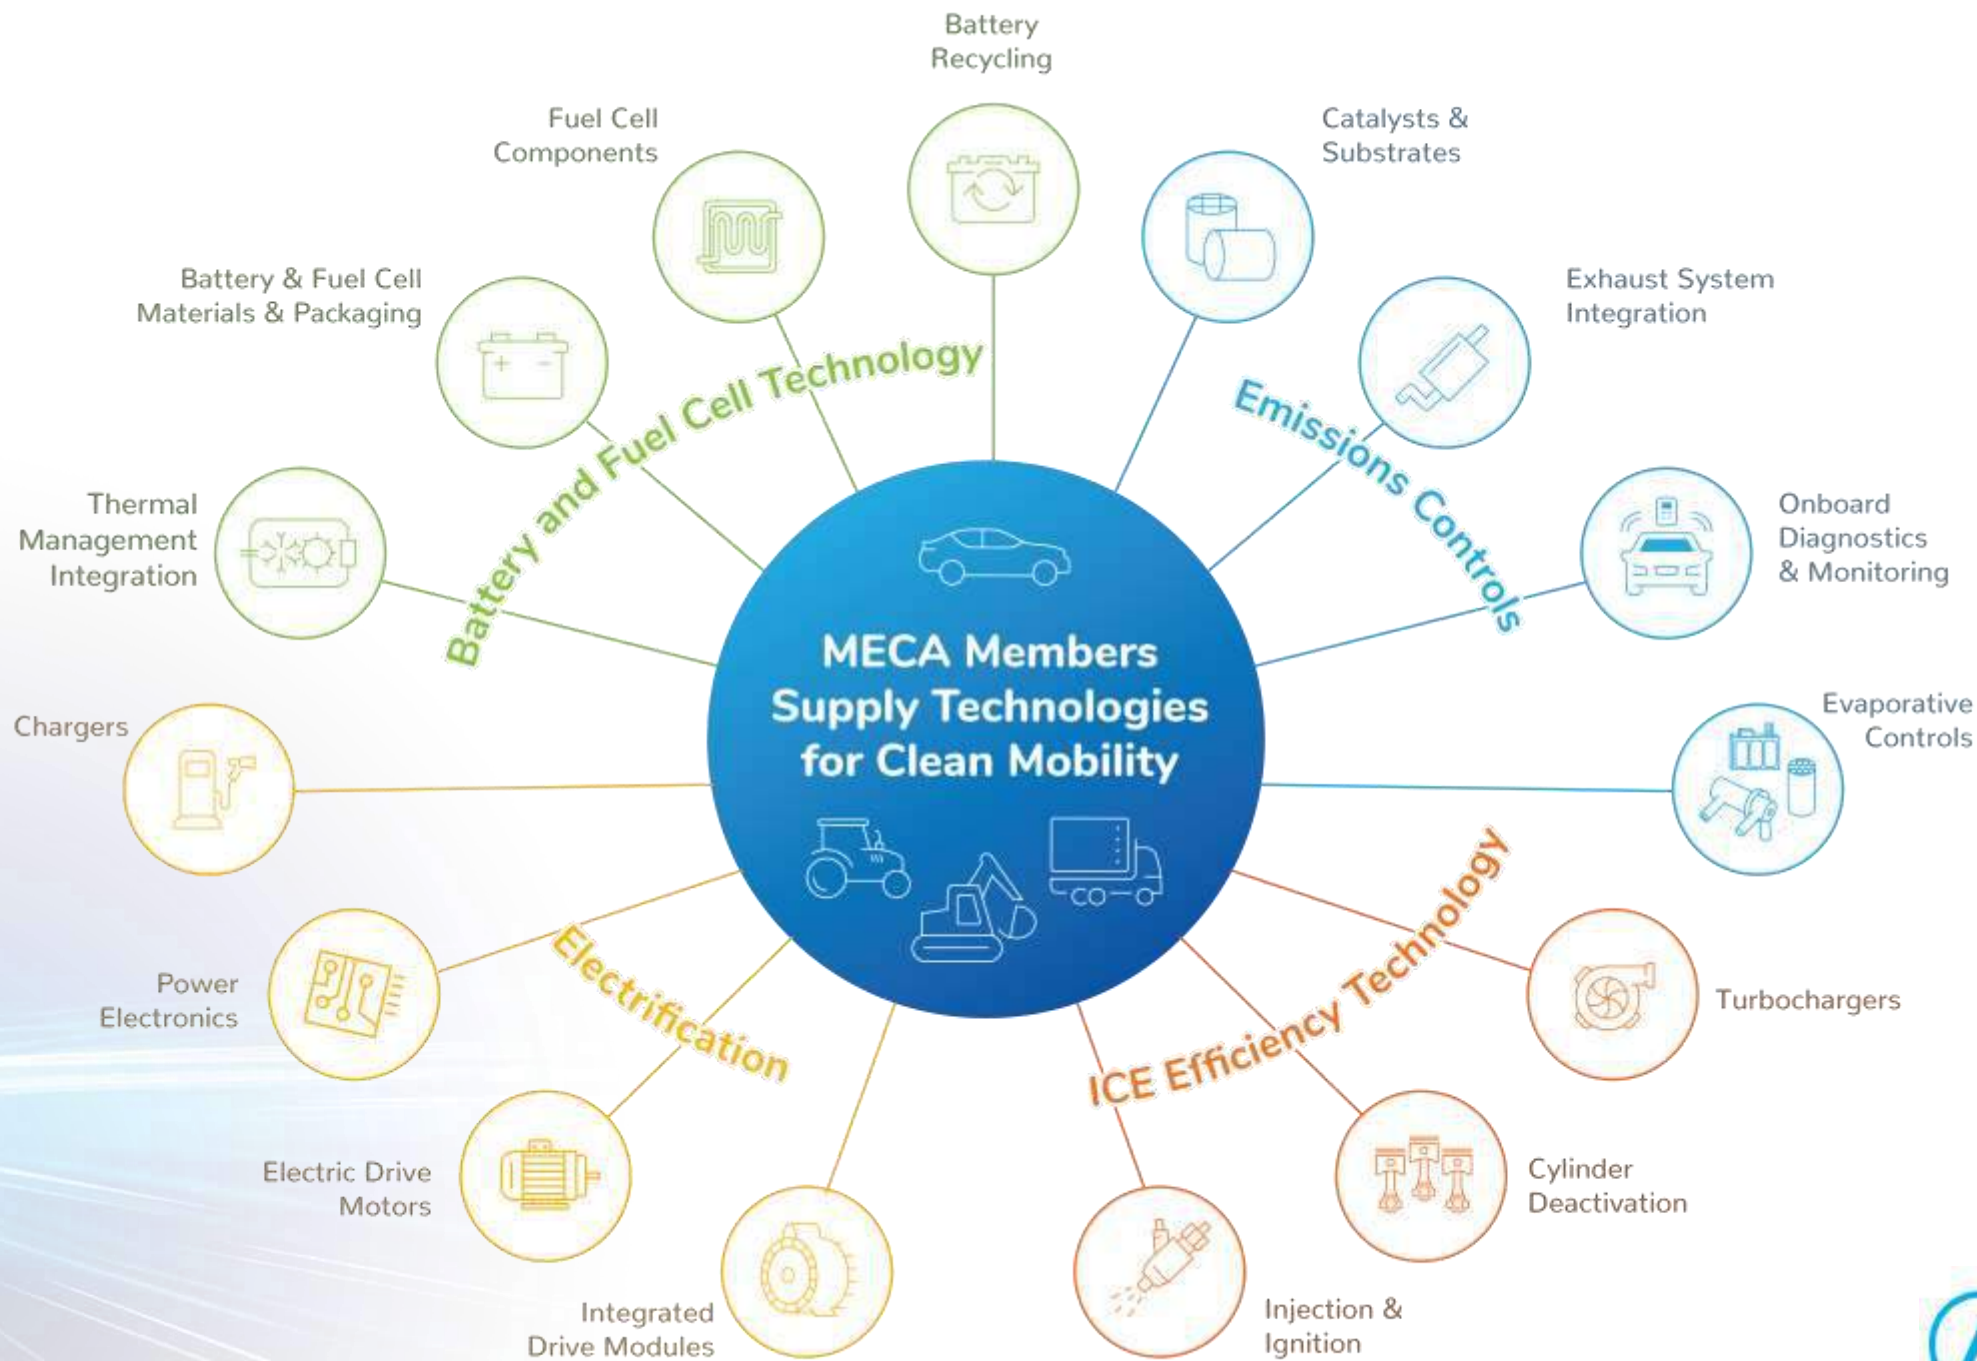 Battery
Recycling
Fuel Cell
Components
Catalysts &
Substrates
Battery & Fuel Cell
Materials & Packaging
Exhaust System
Integration
Battery and Fuel Cell Technology
Emissions Controls
Thermal
Management
Integration
Onboard
Diagnostics
& Monitoring
MECA Members
Supply Technologies
for Clean Mobility
Chargers
Evaporative
Controls
Power
Electronics
Electrification
ICE Efficiency Technology
Turbochargers
Electric Drive
Motors
Cylinder
Deactivation
Integrated
Drive Modules
Injection &
Ignition